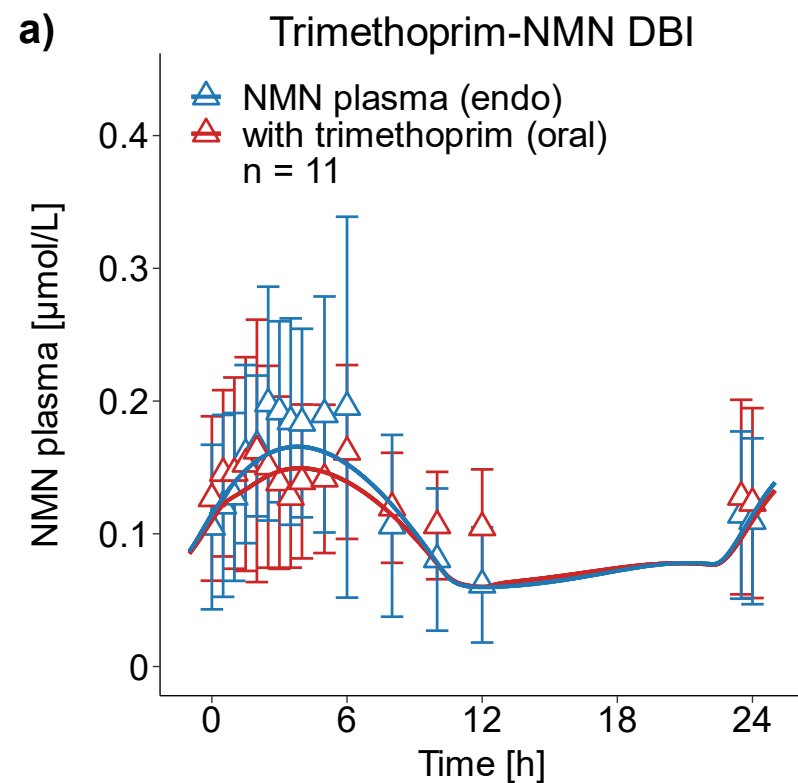 a)
Trimethoprim-NMN DBI
NMN plasma (endo)
with trimethoprim (oral)
n = 11
NMN plasma [µmol/L]
0.4
0.3
0.2
0.1
0
0 6 12 18 24
Time [h]